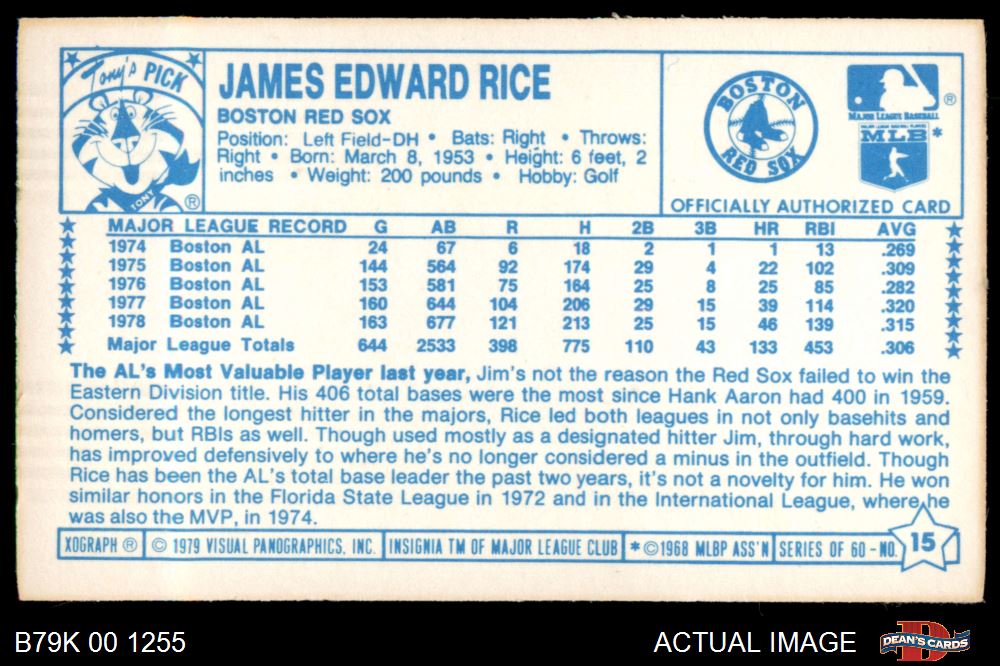 Tony's PICK
TONY ®
JAMES EDWARD RICE
BOSTON RED SOX
Position: Left Field-DH • Bats: Right • Throws:
Right • Born: March 8, 1953 • Height: 6 feet, 2
inches • Weight: 200 pounds • Hobby: Golf
BOSTON
RED SOX
®
MAJOR LEAGUE BASEBALL
MAJOR LEAGUE BASEBALL PLAYERS
MLB *
OFFICIALLY AUTHORIZED CARD
MAJOR LEAGUE RECORD G AB R H 2B 3B HR RBI AVG
1974 Boston AL 24 67 6 18 2 1 1 13 .269
1975 Boston AL 144 564 92 174 29 4 22 102 .309
1976 Boston AL 153 581 75 164 25 8 25 85 .282
1977 Boston AL 160 644 104 206 29 15 39 114 .320
1978 Boston AL 163 677 121 213 25 15 46 139 .315
Major League Totals 644 2533 398 775 110 43 133 453 .306
The AL's Most Valuable Player last year, Jim's not the reason the Red Sox failed to win the
Eastern Division title. His 406 total bases were the most since Hank Aaron had 400 in 1959.
Considered the longest hitter in the majors, Rice led both leagues in not only basehits and
homers, but RBIs as well. Though used mostly as a designated hitter Jim, through hard work,
has improved defensively to where he's no longer considered a minus in the outfield. Though
Rice has been the AL's total base leader the past two years, it's not a novelty for him. He won
similar honors in the Florida State League in 1972 and in the International League, where he
was also the MVP, in 1974.
XOGRAPH ® © 1979 VISUAL PANOGRAPHICS, INC. INSIGNIA TM OF MAJOR LEAGUE CLUB * ©1968 MLBP ASS'N SERIES OF 60 - NO. 15
B79K 00 1255 ACTUAL IMAGE DEAN'S CARDS